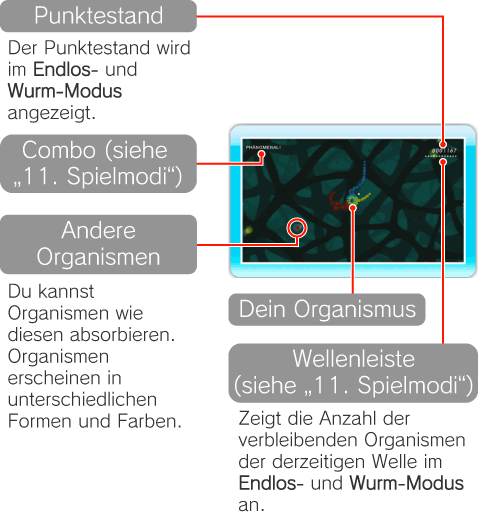 Punktestand
Der Punktestand wird
im Endlos- und
Wurm-Modus
angezeigt.
Combo (siehe
„11. Spielmodi“)
Andere
Organismen
Du kannst
Organismen wie
diesen absorbieren.
Organismen
erscheinen in
unterschiedlichen
Formen und Farben.
PHÄNOMENAL!
0001167
Dein Organismus
Wellenleiste
(siehe „11. Spielmodi“)
Zeigt die Anzahl der
verbleibenden Organismen
der derzeitigen Welle im
Endlos- und Wurm-Modus
an.